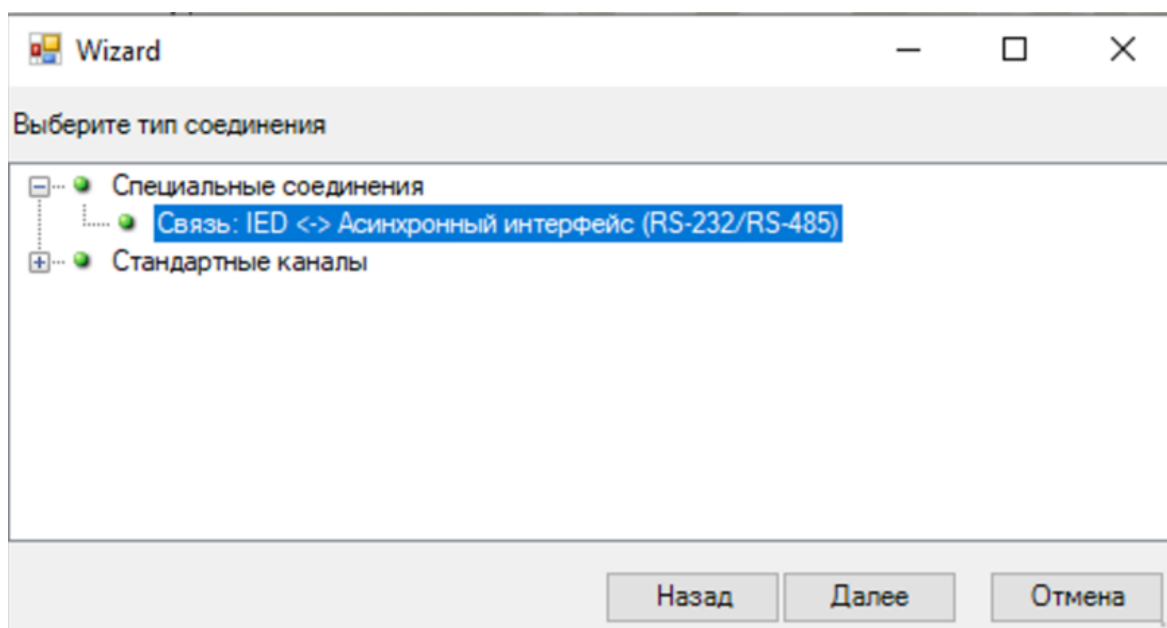 Wizard
Выберите тип соединения
Специальные соединения
Связь: IED <-> Асинхронный интерфейс (RS-232/RS-485)
Стандартные каналы
Назад Далее Отмена